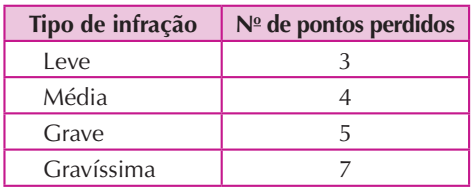 Tipo de infração Nº de pontos perdidos
Leve 3
Média 4
Grave 5
Gravíssima 7